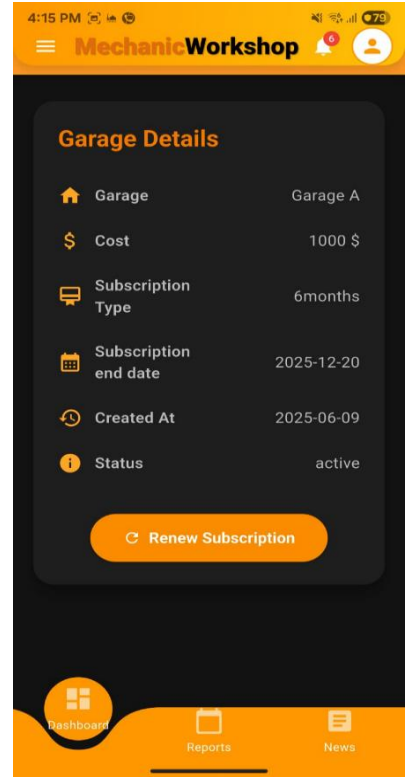 4:15 PM
79
MechanicWorkshop
6
Garage Details
Garage Garage A
$ Cost 1000 $
Subscription Type 6months
Subscription end date 2025-12-20
Created At 2025-06-09
Status active
Renew Subscription
Dashboard
Reports
News